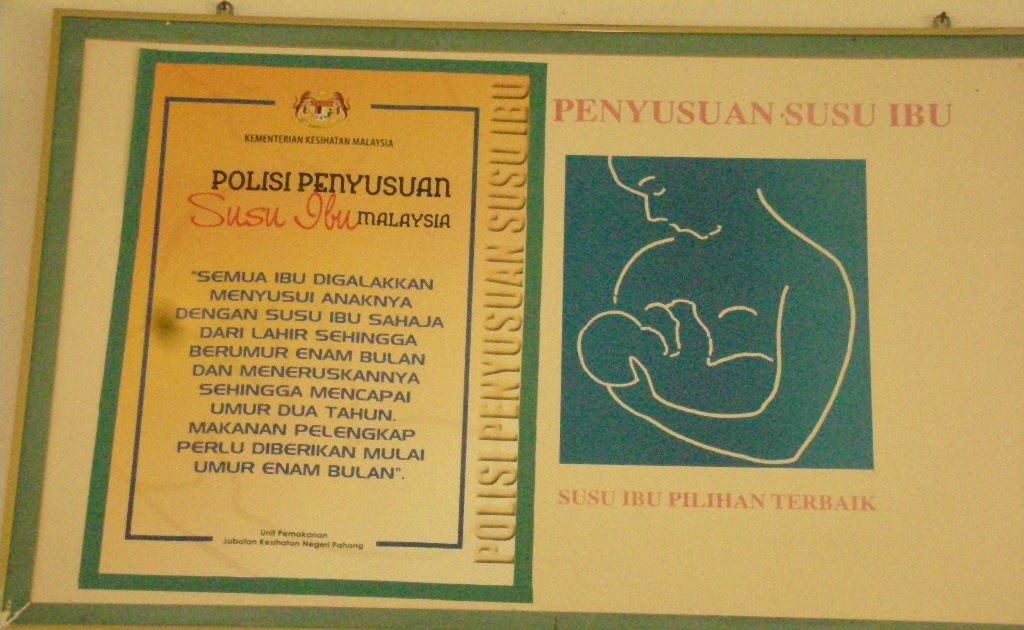 KEMENTERIAN KESIHATAN MALAYSIA
POLISI PENYUSUAN
Susu Ibu MALAYSIA
"SEMUA IBU DIGALAKKAN
MENYUSUI ANAKNYA
DENGAN SUSU IBU SAHAJA
DARI LAHIR SEHINGGA
BERUMUR ENAM BULAN
DAN MENERUSKANNYA
SEHINGGA MENCAPAI
UMUR DUA TAHUN.
MAKANAN PELENGKAP
PERLU DIBERIKAN MULAI
UMUR ENAM BULAN".
Unit Pemakanan
Jabatan Kesihatan Negeri Pahang
POLISI PENYUSUAN SUSU IBU
PENYUSUAN SUSU IBU
SUSU IBU PILIHAN TERBAIK